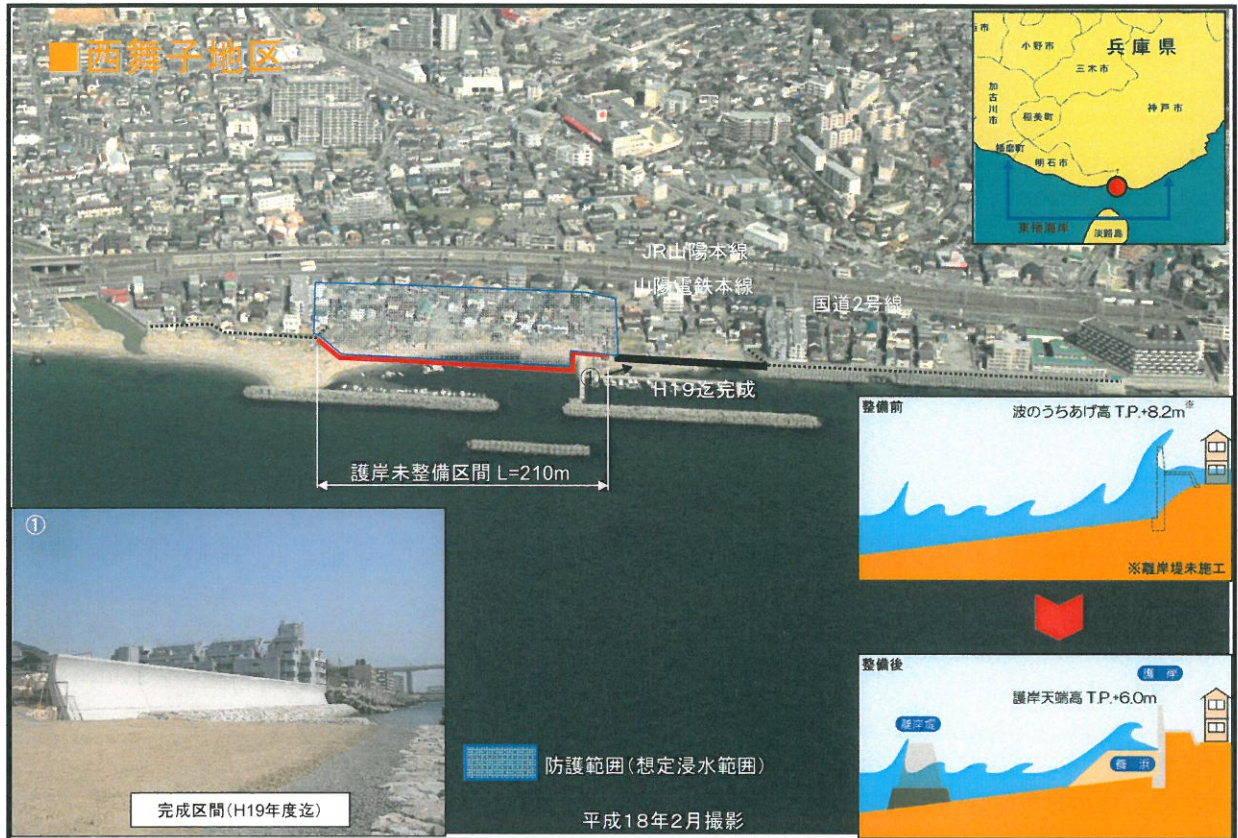 ■西舞子地区
市
小野市
兵庫県
三木市
加古川市
稲美町
神戸市
播磨町
明石市
東播海岸
淡路島
JR山陽本線
山陽電鉄本線
国道2号線
①
H19迄完成
護岸未整備区間 L=210m
整備前
波のうちあげ高 T.P.+8.2m※
※離岸堤未施工
①
完成区間(H19年度迄)
防護範囲(想定浸水範囲)
平成18年2月撮影
整備後
護岸
護岸天端高 T.P.+6.0m
離岸堤
養浜